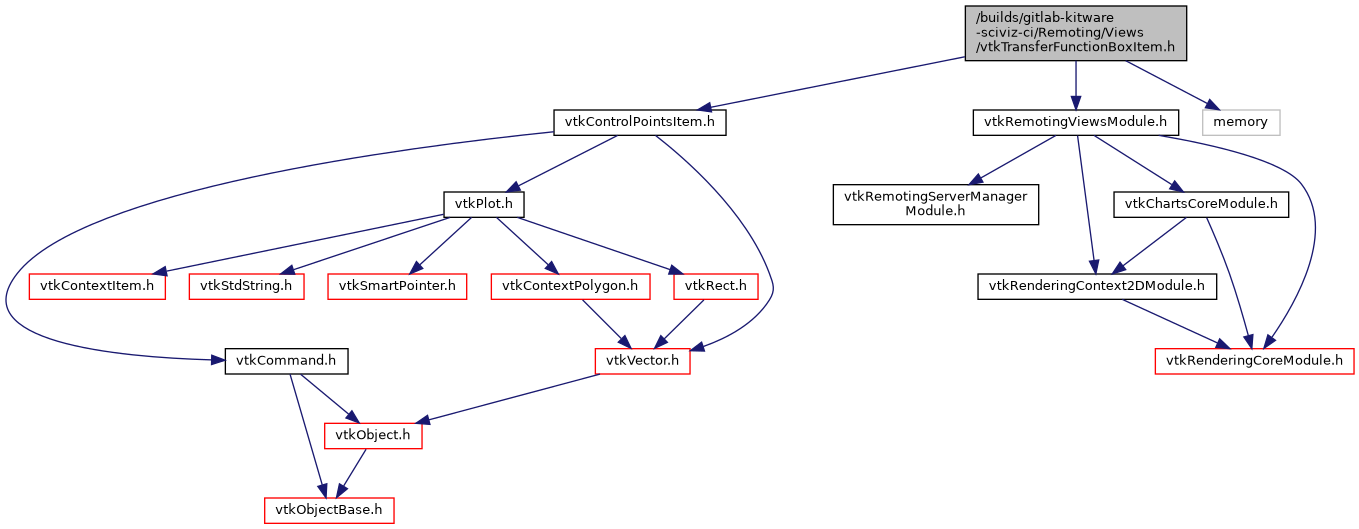 /builds/gitlab-kitware
-sciviz-ci/Remoting/Views
/vtkTransferFunctionBoxItem.h
vtkControlPointsItem.h
vtkRemotingViewsModule.h
memory
vtkPlot.h
vtkRemotingServerManager
Module.h
vtkChartsCoreModule.h
vtkContextItem.h
vtkStdString.h
vtkSmartPointer.h
vtkContextPolygon.h
vtkRect.h
vtkRenderingContext2DModule.h
vtkCommand.h
vtkVector.h
vtkRenderingCoreModule.h
vtkObject.h
vtkObjectBase.h